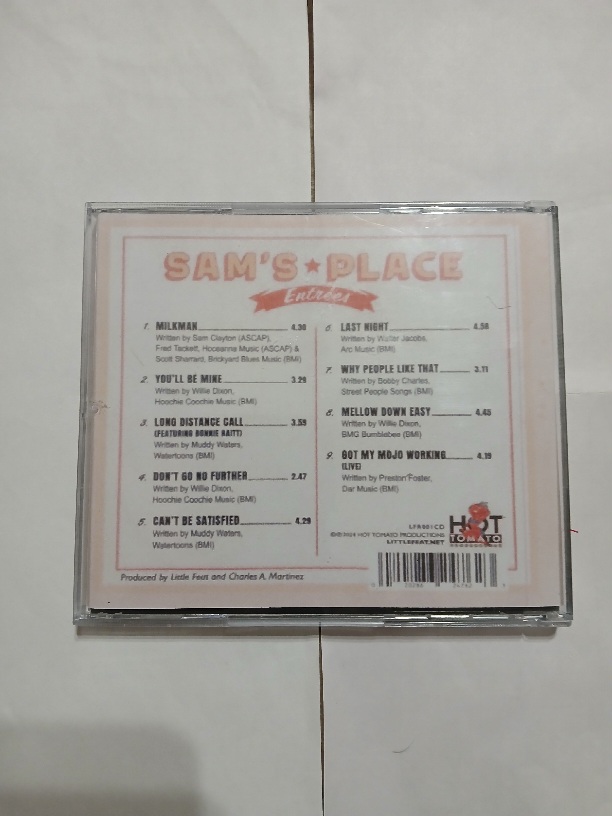 SAM'S ★ PLACE
Entrées
1. MILKMAN 4.30
Written by Sam Clayton (ASCAP),
Fred Tackett, Hoceanna Music (ASCAP) &
Scott Sharrard, Brickyard Blues Music (BMI)
2. YOU'LL BE MINE 3.29
Written by Willie Dixon,
Hoochie Coochie Music (BMI)
3. LONG DISTANCE CALL 3.59
(FEATURING BONNIE RAITT)
Written by Muddy Waters,
Watertoons (BMI)
4. DON'T GO NO FURTHER 2.47
Written by Willie Dixon,
Hoochie Coochie Music (BMI)
5. CAN'T BE SATISFIED 4.29
Written by Muddy Waters,
Watertoons (BMI)
6. LAST NIGHT 4.58
Written by Walter Jacobs,
Arc Music (BMI)
7. WHY PEOPLE LIKE THAT 3.11
Written by Bobby Charles,
Street People Songs (BMI)
8. MELLOW DOWN EASY 4.48
Written by Willie Dixon,
BMG Bumblebee (BMI)
9. GOT MY MOJO WORKING 4.19
(LIVE)
Written by Preston Foster,
Dar Music (BMI)
HOT TOMATO PRODUCTIONS
LITTLEFEAT.NET
HOT
TOMATO
PRODUCTIONS
Produced by Little Feat and Charles A. Martinez